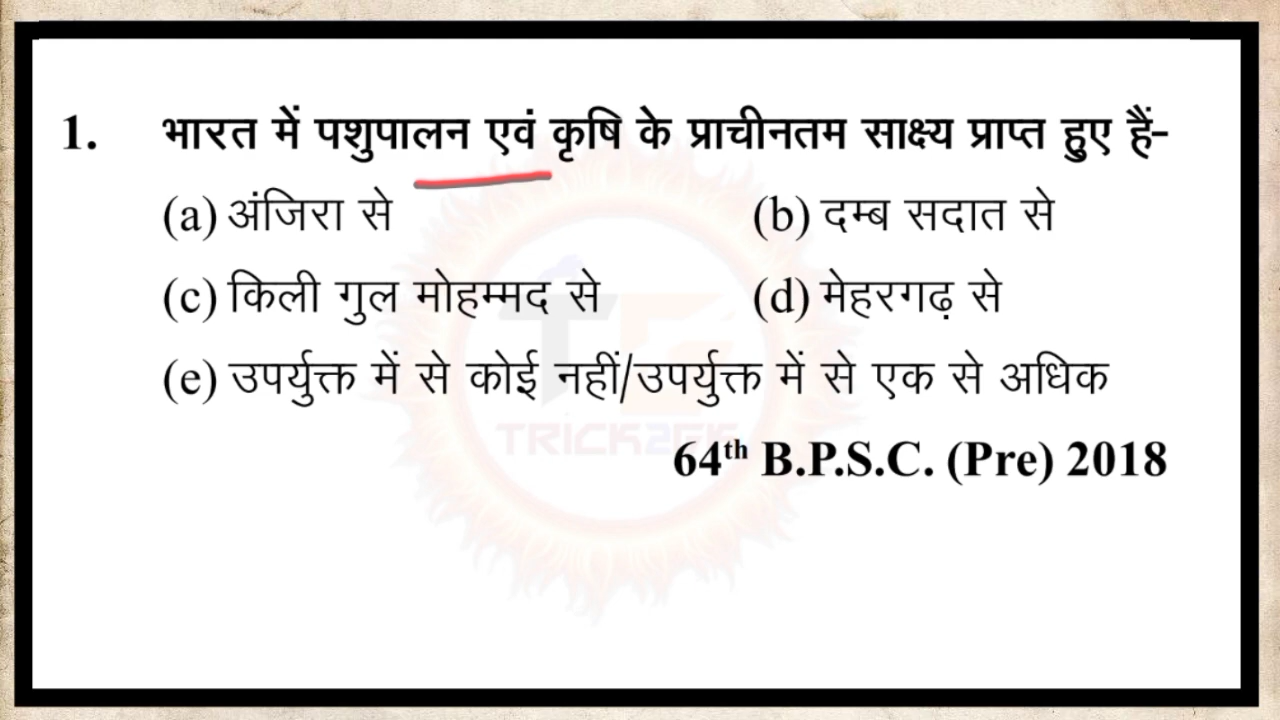 1. भारत में पशुपालन एवं कृषि के प्राचीनतम साक्ष्य प्राप्त हुए हैं-
(a) अंजिरा से (b) दम्ब सदात से
(c) किली गुल मोहम्मद से (d) मेहरगढ़ से
(e) उपर्युक्त में से कोई नहीं/उपर्युक्त में से एक से अधिक
TRICK2GK
64th B.P.S.C. (Pre) 2018